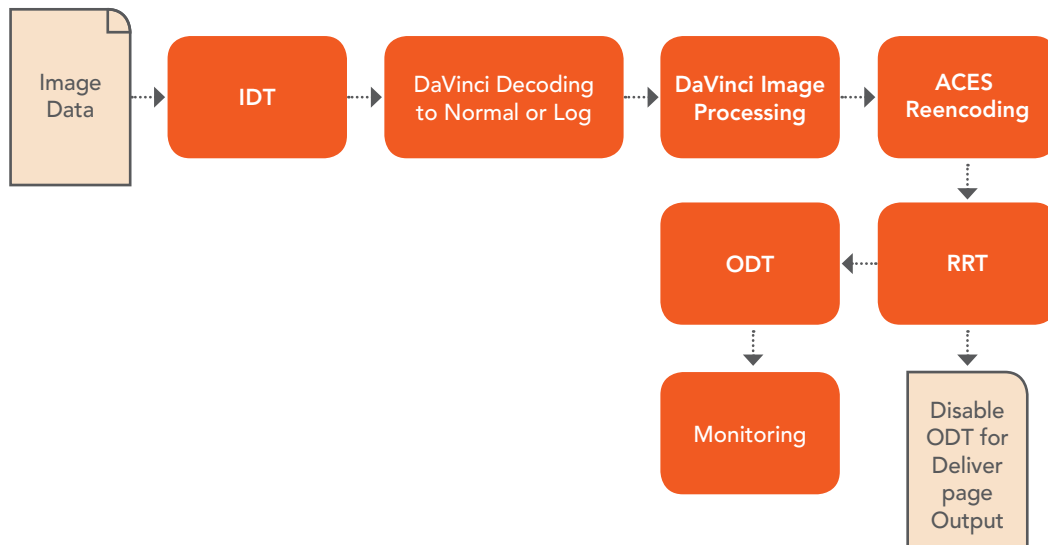 Image
Data
IDT
DaVinci Decoding
to Normal or Log
DaVinci Image
Processing
ACES
Reencoding
ODT
RRT
Monitoring
Disable
ODT for
Deliver
page
Output